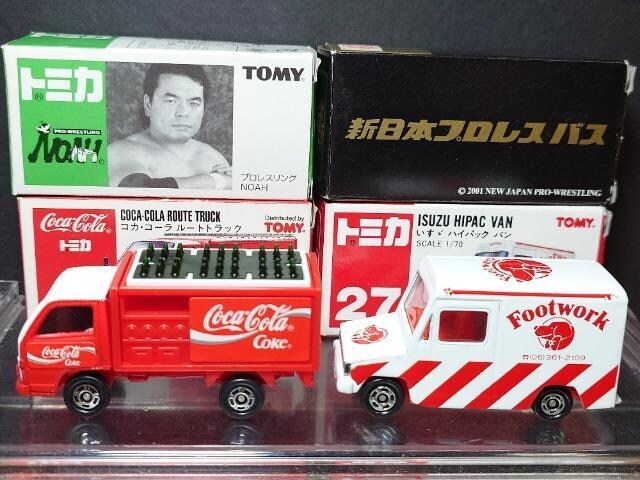 トミカ
TOMY
PRO-WRESTLING
NOAH
プロレスリング
NOAH
新日本プロレスバス
© 2001 NEW JAPAN PRO-WRESTLING
Coca-Cola
トミカ
COCA-COLA ROUTE TRUCK
コカ・コーラ ルートトラック
Distributed by
TOMY
トミカ
27
ISUZU HIPAC VAN
いすゞ ハイパック バン
SCALE 1/70
TOMY
Coca-Cola
Coke
Coca-Cola
Coke
Footwork
☎(06)361-2109